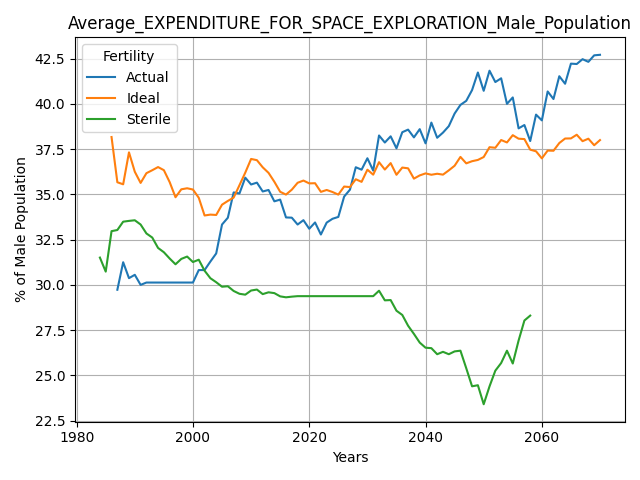 Average_EXPENDITURE_FOR_SPACE_EXPLORATION_Male_Population
Fertility
Actual
Ideal
Sterile
% of Male Population
42.5
40.0
37.5
35.0
32.5
30.0
27.5
25.0
22.5
1980
2000
2020
2040
2060
Years